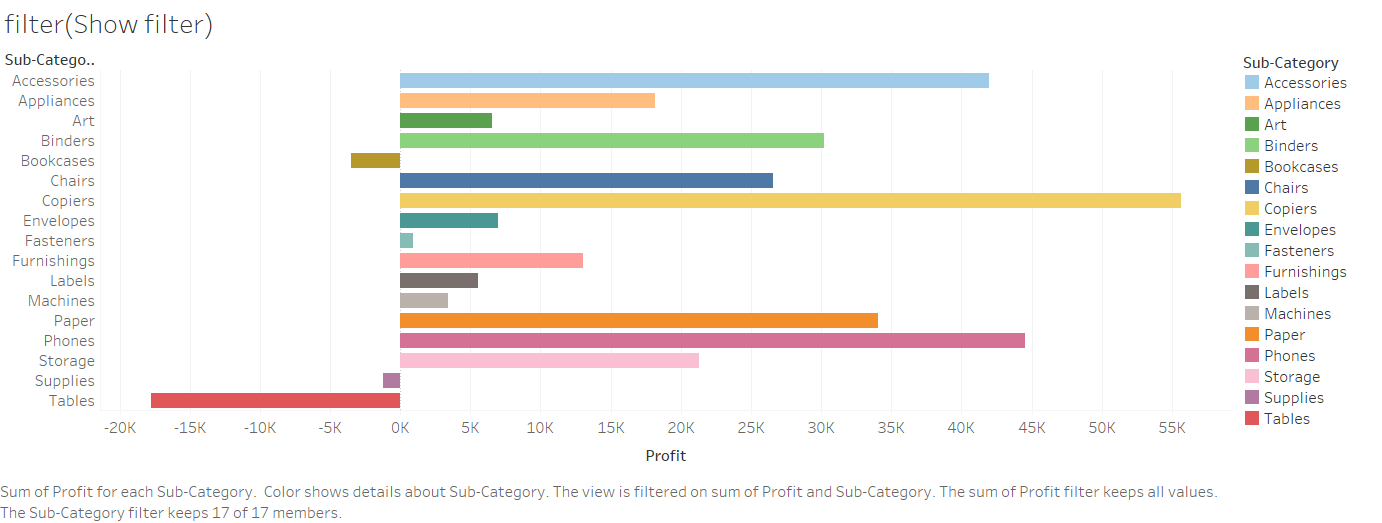 filter(Show filter)
Sub-Catego..
Accessories
Appliances
Art
Binders
Bookcases
Chairs
Copiers
Envelopes
Fasteners
Furnishings
Labels
Machines
Paper
Phones
Storage
Supplies
Tables
-20K -15K -10K -5K 0K 5K 10K 15K 20K 25K 30K 35K 40K 45K 50K 55K
Profit
Sub-Category
Accessories
Appliances
Art
Binders
Bookcases
Chairs
Copiers
Envelopes
Fasteners
Furnishings
Labels
Machines
Paper
Phones
Storage
Supplies
Tables
Sum of Profit for each Sub-Category.  Color shows details about Sub-Category. The view is filtered on sum of Profit and Sub-Category. The sum of Profit filter keeps all values.
The Sub-Category filter keeps 17 of 17 members.